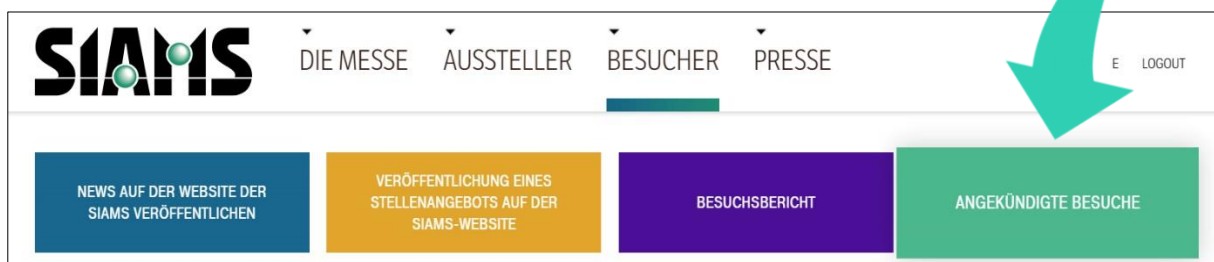 SIAMS
DIE MESSE
AUSSTELLER
BESUCHER
PRESSE
E
LOGOUT
NEWS AUF DER WEBSITE DER
SIAMS VERÖFFENTLICHEN
VERÖFFENTLICHUNG EINES
STELLENANGEBOTS AUF DER
SIAMS-WEBSITE
BESUCHSBERICHT
ANGEKÜNDIGTE BESUCHE